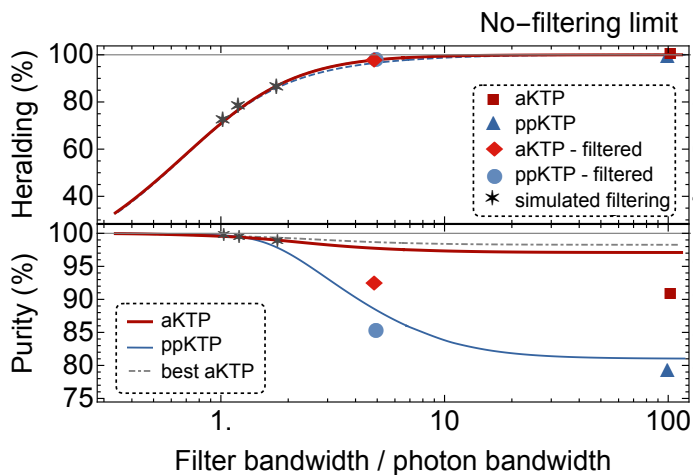 No−filtering limit
Heralding (%)
100
80
60
40
aKTP
ppKTP
aKTP - filtered
ppKTP - filtered
simulated filtering
Purity (%)
100
95
90
85
80
75
aKTP
ppKTP
best aKTP
1.
10
100
Filter bandwidth / photon bandwidth